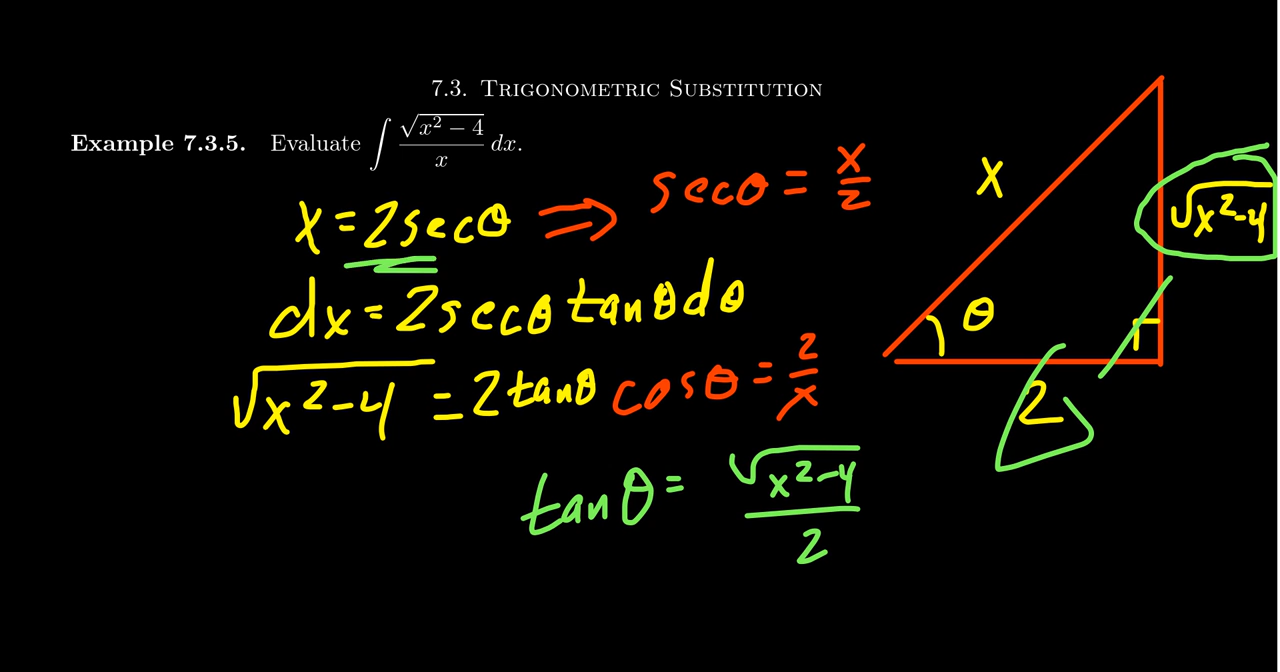 7.3. TRIGONOMETRIC SUBSTITUTION
Example 7.3.5. Evaluate ∫ √(x² − 4)/x dx.
x = 2secθ ⇒ secθ = x/2
dx = 2secθ tanθ dθ
√(x²-4) = 2tanθ cosθ = 2/x
tanθ = √(x²-4)/2
x
θ
√(x²-4)
2